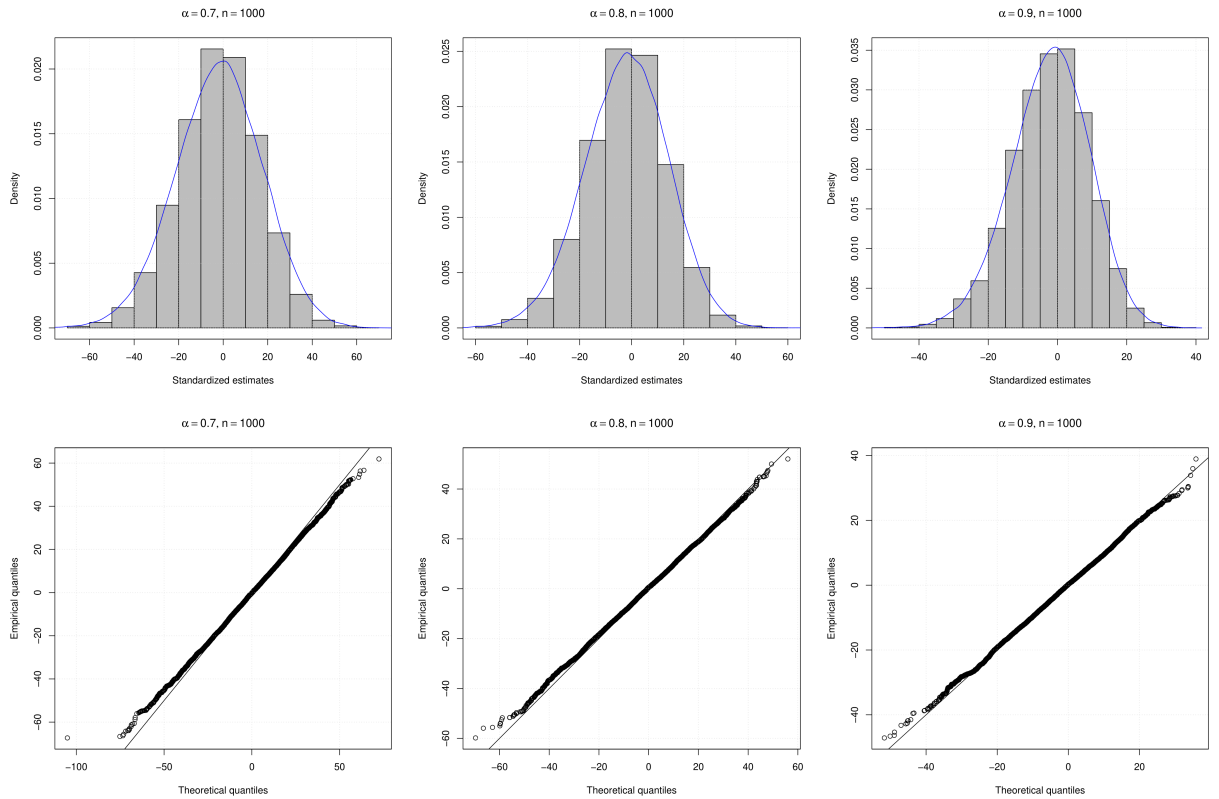 α = 0.7, n = 1000
Density
0.000 0.005 0.010 0.015 0.020
−60 −40 −20 0 20 40 60
Standardized estimates
α = 0.8, n = 1000
Density
0.000 0.005 0.010 0.015 0.020 0.025
−60 −40 −20 0 20 40 60
Standardized estimates
α = 0.9, n = 1000
Density
0.000 0.005 0.010 0.015 0.020 0.025 0.030 0.035
−40 −20 0 20 40
Standardized estimates
α = 0.7, n = 1000
Empirical quantiles
−60 −40 −20 0 20 40 60
−100 −50 0 50
Theoretical quantiles
α = 0.8, n = 1000
Empirical quantiles
−60 −40 −20 0 20 40
−60 −40 −20 0 20 40 60
Theoretical quantiles
α = 0.9, n = 1000
Empirical quantiles
−40 −20 0 20 40
−40 −20 0 20
Theoretical quantiles